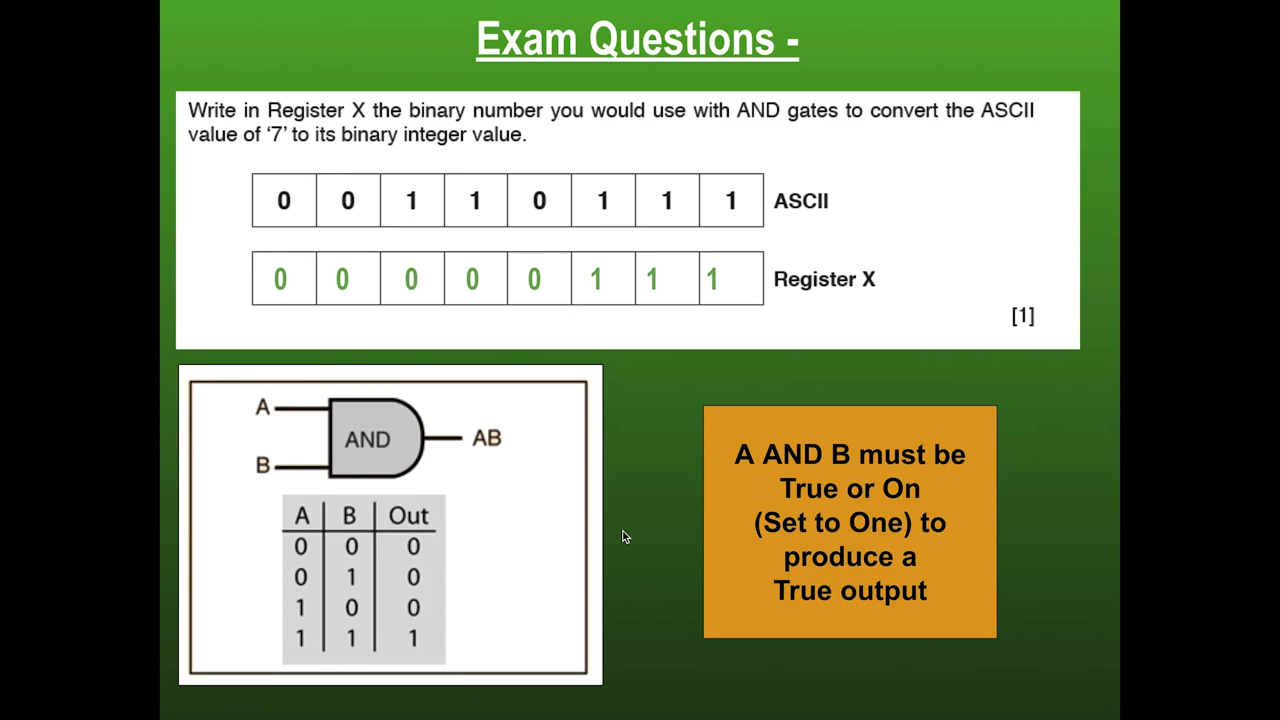 Exam Questions -
Write in Register X the binary number you would use with AND gates to convert the ASCII
value of ‘7’ to its binary integer value.
0 0 1 1 0 1 1 1 ASCII
0 0 0 0 0 1 1 1 Register X
[1]
A
AND
AB
B
A B Out
0 0 0
0 1 0
1 0 0
1 1 1
A AND B must be
True or On
(Set to One) to
produce a
True output